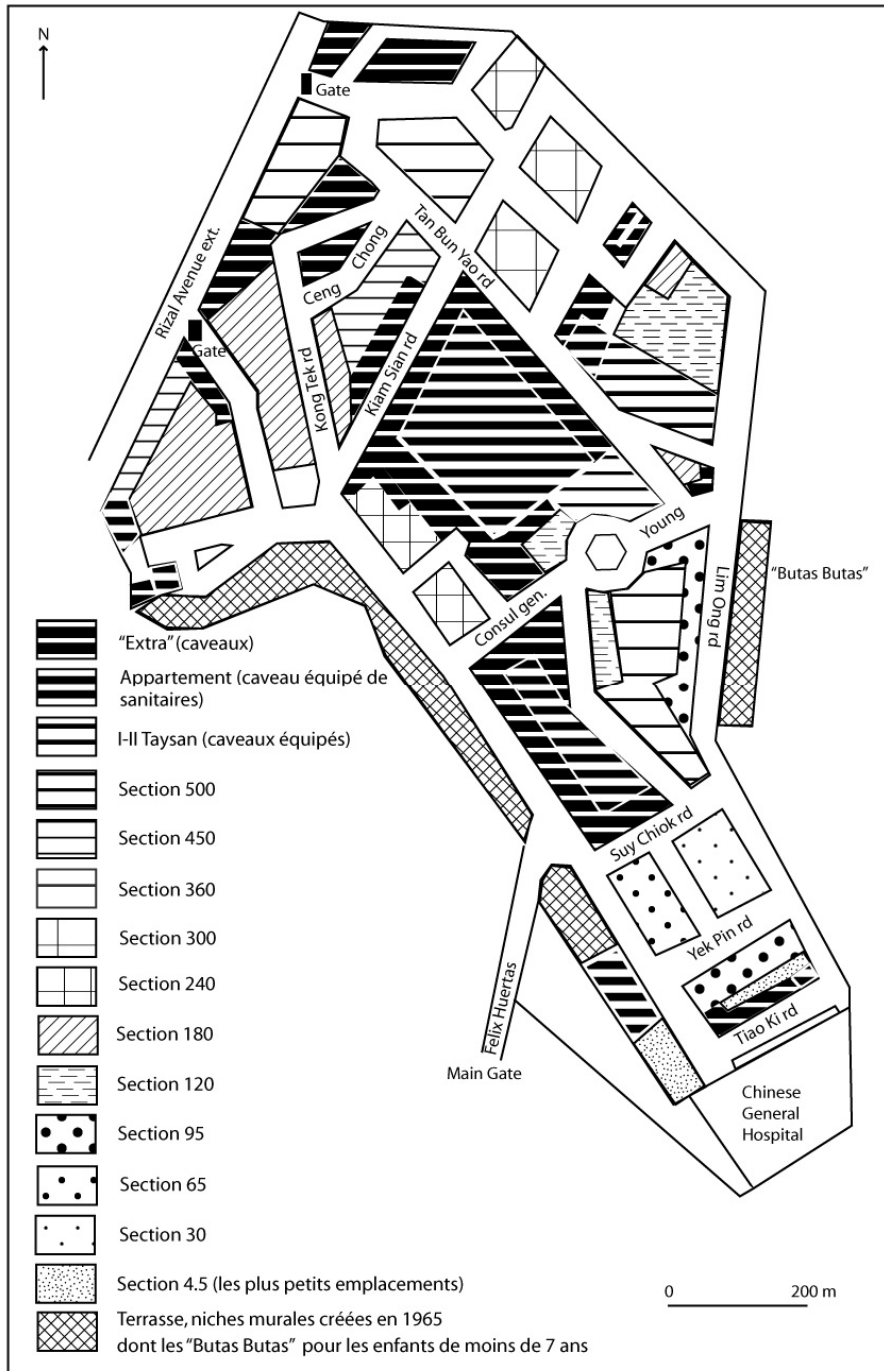 N
Gate
Rizal Avenue ext.
Gate
Ceng Chong
Kong Tek rd
Kiam Sian rd
Tan Bun Yao rd
Young
Consul gen.
Lim Ong rd
"Butas Butas"
Suy Chiok rd
Yek Pin rd
Tiao Ki rd
Felix Huertas
Main Gate
Chinese
General
Hospital
"Extra" (caveaux)
Appartement (caveau équipé de
sanitaires)
I-II Taysan (caveaux équipés)
Section 500
Section 450
Section 360
Section 300
Section 240
Section 180
Section 120
Section 95
Section 65
Section 30
Section 4.5 (les plus petits emplacements)
Terrasse, niches murales créées en 1965
dont les "Butas Butas" pour les enfants de moins de 7 ans
0 200 m